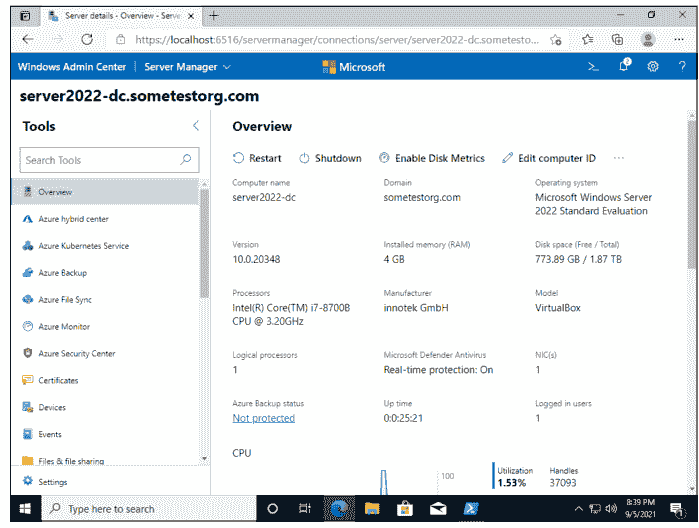 Server details - Overview - Serve
https://localhost:6516/servermanager/connections/server/server2022-dc.sometesto...
Windows Admin Center | Server Manager
Microsoft
?
server2022-dc.sometestorg.com
Tools
Search Tools
Overview
Azure hybrid center
Azure Kubernetes Service
Azure Backup
Azure File Sync
Azure Monitor
Azure Security Center
Certificates
Devices
Events
Files & file sharing
Settings
Overview
Restart Shutdown Enable Disk Metrics Edit computer ID ...
Computer name Domain Operating system
server2022-dc sometestorg.com Microsoft Windows Server
2022 Standard Evaluation
Version Installed memory (RAM) Disk space (Free / Total)
10.0.20348 4 GB 773.89 GB / 1.87 TB
Processors Manufacturer Model
Intel(R) Core(TM) i7-8700B innotek GmbH VirtualBox
CPU @ 3.20GHz
Logical processors Microsoft Defender Antivirus NIC(s)
1 Real-time protection: On 1
Azure Backup status Up time Logged in users
Not protected 0:0:25:21 1
CPU
100
Utilization Handles
1.53% 37093
Type here to search
8:39 PM
9/5/2021